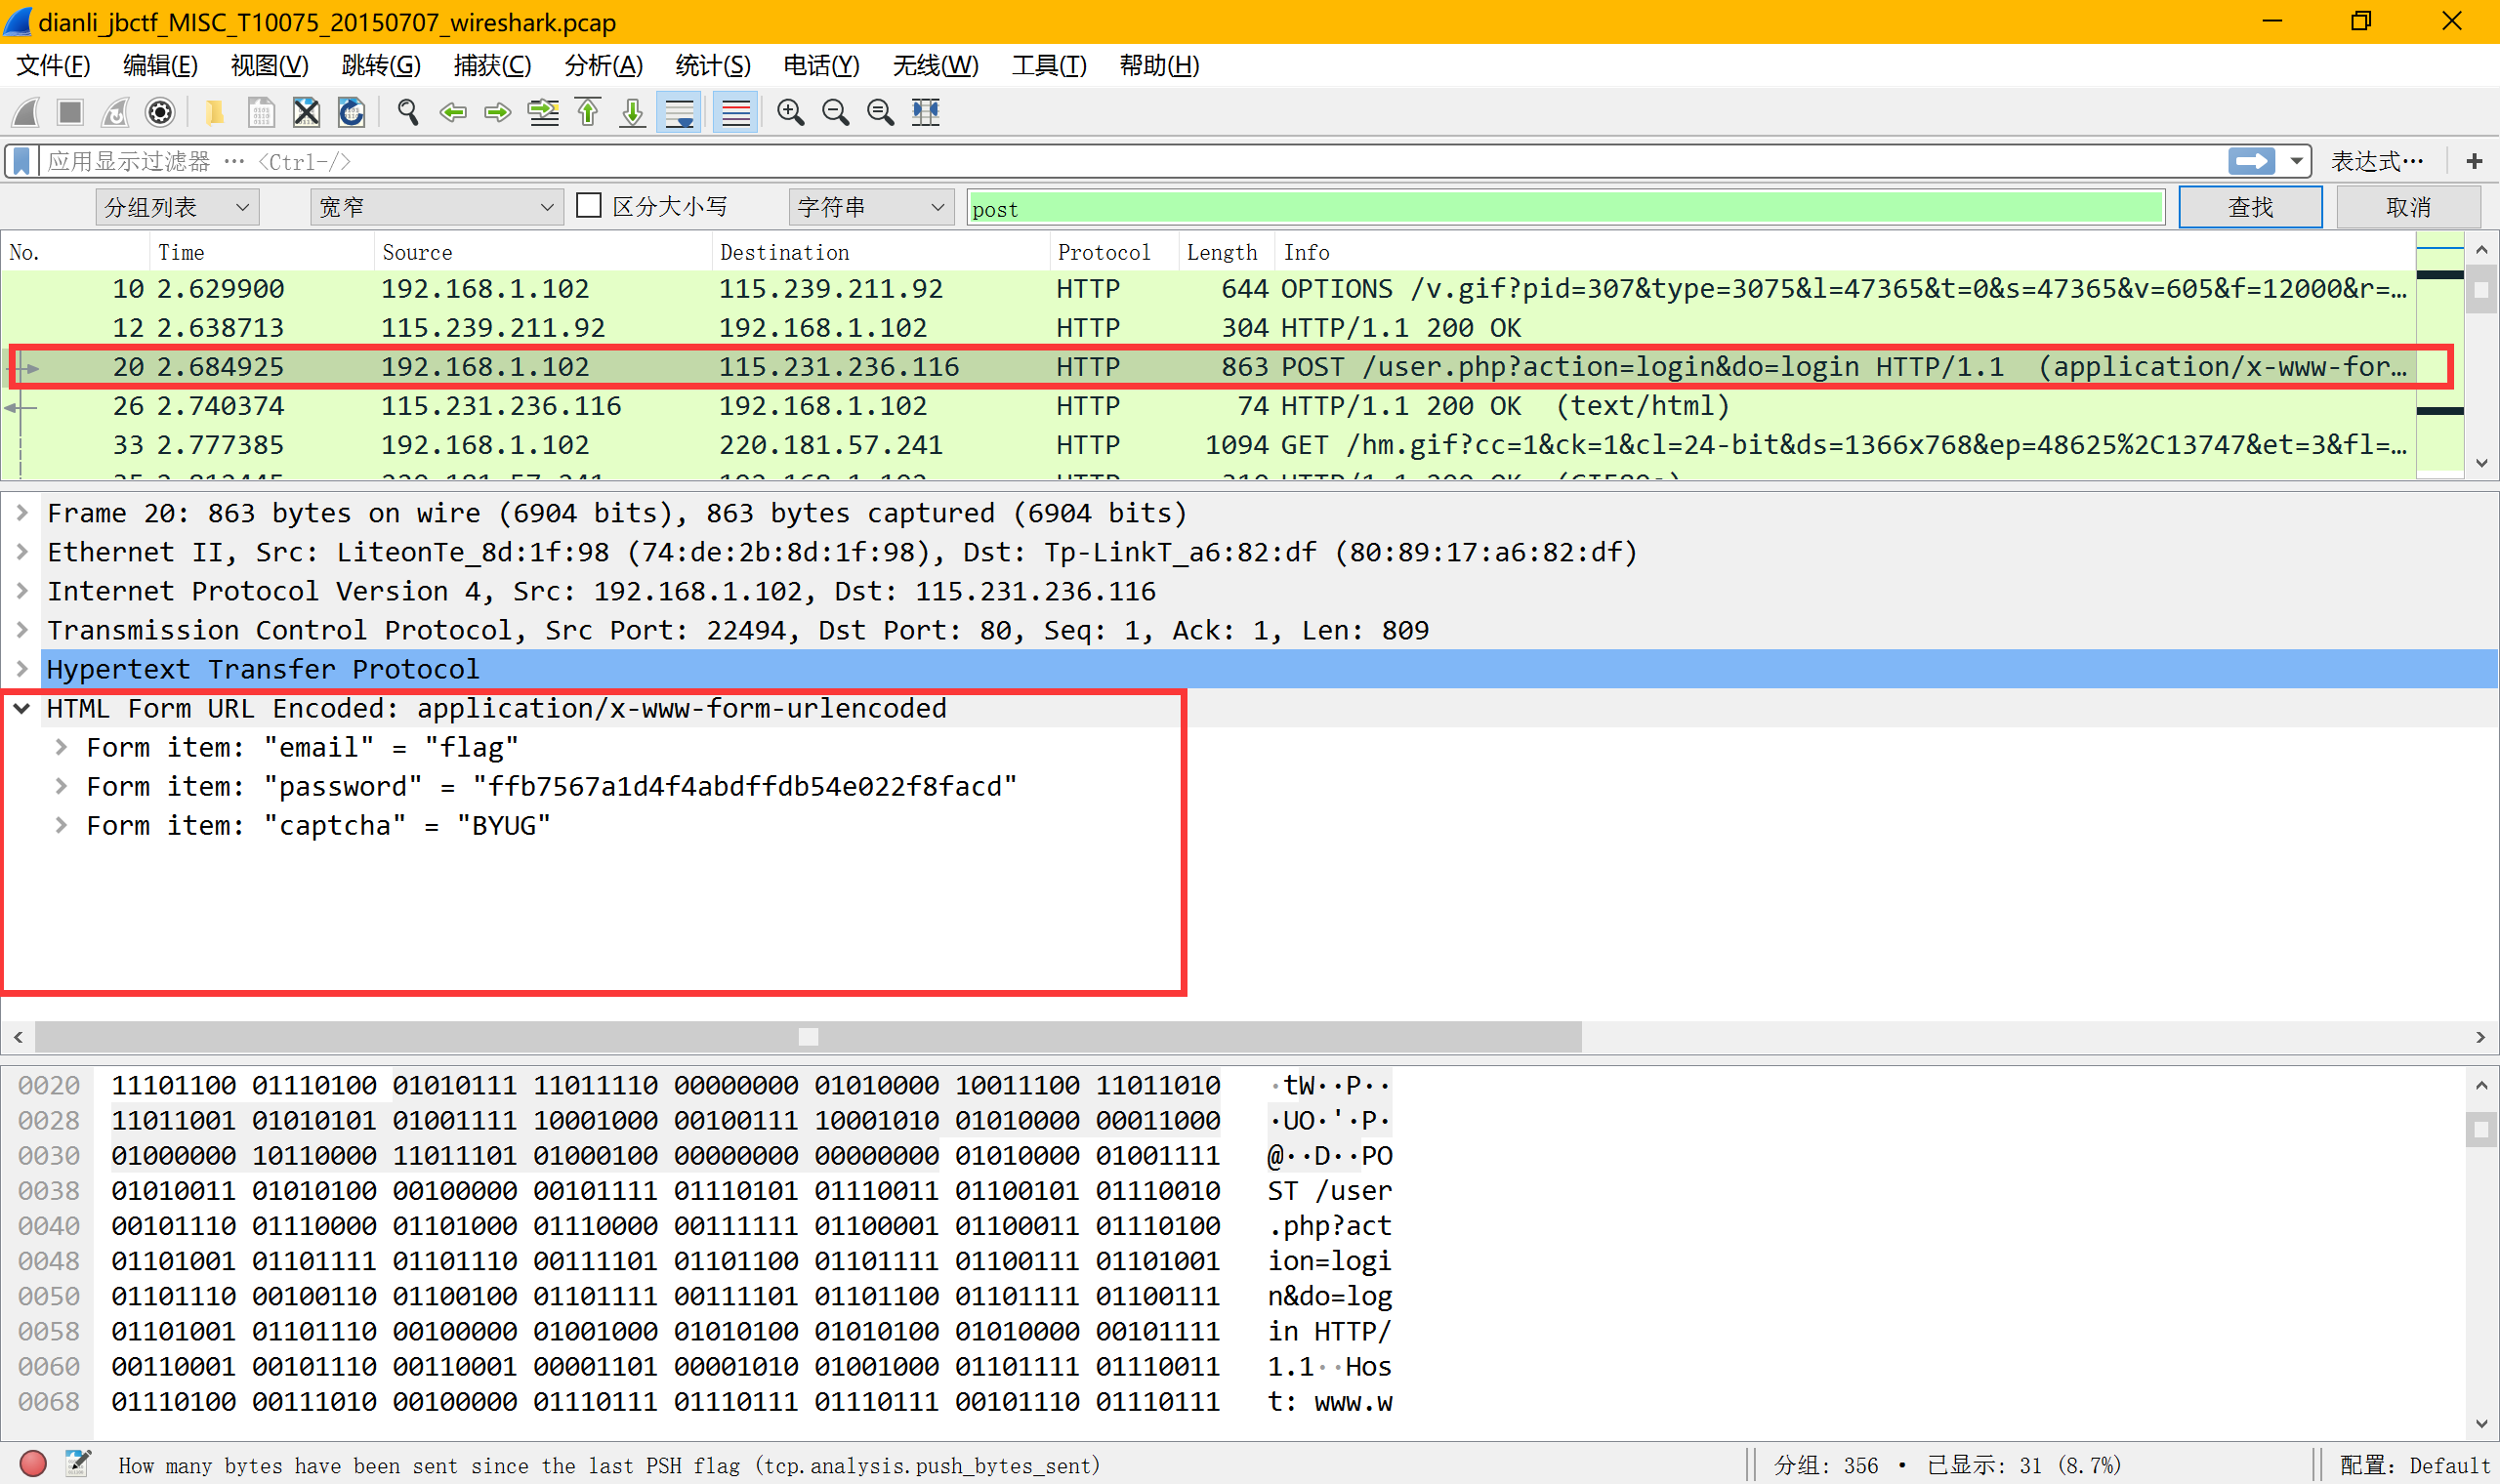 dianli_jbctf_MISC_T10075_20150707_wireshark.pcap
文件(F) 编辑(E) 视图(V) 跳转(G) 捕获(C) 分析(A) 统计(S) 电话(Y) 无线(W) 工具(T) 帮助(H)
应用显示过滤器 … <Ctrl-/> 表达式… +
分组列表 宽窄 区分大小写 字符串 post 查找 取消
No. Time Source Destination Protocol Length Info
10 2.629900 192.168.1.102 115.239.211.92 HTTP 644 OPTIONS /v.gif?pid=307&type=3075&l=47365&t=0&s=47365&v=605&f=12000&r=…
12 2.638713 115.239.211.92 192.168.1.102 HTTP 304 HTTP/1.1 200 OK
20 2.684925 192.168.1.102 115.231.236.116 HTTP 863 POST /user.php?action=login&do=login HTTP/1.1  (application/x-www-for…
26 2.740374 115.231.236.116 192.168.1.102 HTTP 74 HTTP/1.1 200 OK  (text/html)
33 2.777385 192.168.1.102 220.181.57.241 HTTP 1094 GET /hm.gif?cc=1&ck=1&cl=24-bit&ds=1366x768&ep=48625%2C13747&et=3&fl=…
Frame 20: 863 bytes on wire (6904 bits), 863 bytes captured (6904 bits)
Ethernet II, Src: LiteonTe_8d:1f:98 (74:de:2b:8d:1f:98), Dst: Tp-LinkT_a6:82:df (80:89:17:a6:82:df)
Internet Protocol Version 4, Src: 192.168.1.102, Dst: 115.231.236.116
Transmission Control Protocol, Src Port: 22494, Dst Port: 80, Seq: 1, Ack: 1, Len: 809
Hypertext Transfer Protocol
HTML Form URL Encoded: application/x-www-form-urlencoded
Form item: "email" = "flag"
Form item: "password" = "ffb7567a1d4f4abdffdb54e022f8facd"
Form item: "captcha" = "BYUG"
0020 11101100 01110100 01010111 11011110 00000000 01010000 10011100 11011010 ·tW··P··
0028 11011001 01010101 01001111 10001000 00100111 10001010 01010000 00011000 ·UO·'·P·
0030 01000000 10110000 11011101 01000100 00000000 00000000 01010000 01001111 @··D··PO
0038 01010011 01010100 00100000 00101111 01110101 01110011 01100101 01110010 ST /user
0040 00101110 01110000 01101000 01110000 00111111 01100001 01100011 01110100 .php?act
0048 01101001 01101111 01101110 00111101 01101100 01101111 01100111 01101001 ion=logi
0050 01101110 00100110 01100100 01101111 00111101 01101100 01101111 01100111 n&do=log
0058 01101001 01101110 00100000 01001000 01010100 01010100 01010000 00101111 in HTTP/
0060 00110001 00101110 00110001 00001101 00001010 01001000 01101111 01110011 1.1··Hos
0068 01110100 00111010 00100000 01110111 01110111 01110111 00101110 01110111 t: www.w
How many bytes have been sent since the last PSH flag (tcp.analysis.push_bytes_sent) 分组: 356 · 已显示: 31 (8.7%) 配置: Default